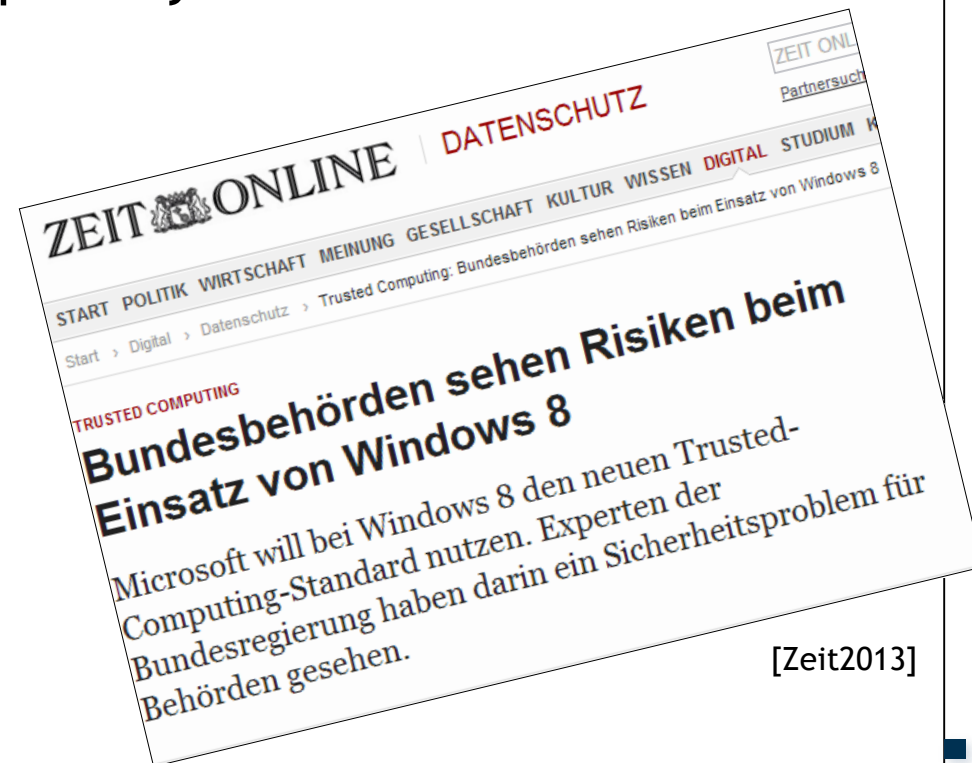 ZEIT ONLINE DATENSCHUTZ
ZEIT ONL
Partnersuch
START POLITIK WIRTSCHAFT MEINUNG GESELLSCHAFT KULTUR WISSEN DIGITAL STUDIUM K
Start › Digital › Datenschutz › Trusted Computing: Bundesbehörden sehen Risiken beim Einsatz von Windows 8
TRUSTED COMPUTING
Bundesbehörden sehen Risiken beim
Einsatz von Windows 8
Microsoft will bei Windows 8 den neuen Trusted-
Computing-Standard nutzen. Experten der
Bundesregierung haben darin ein Sicherheitsproblem für
Behörden gesehen.
[Zeit2013]